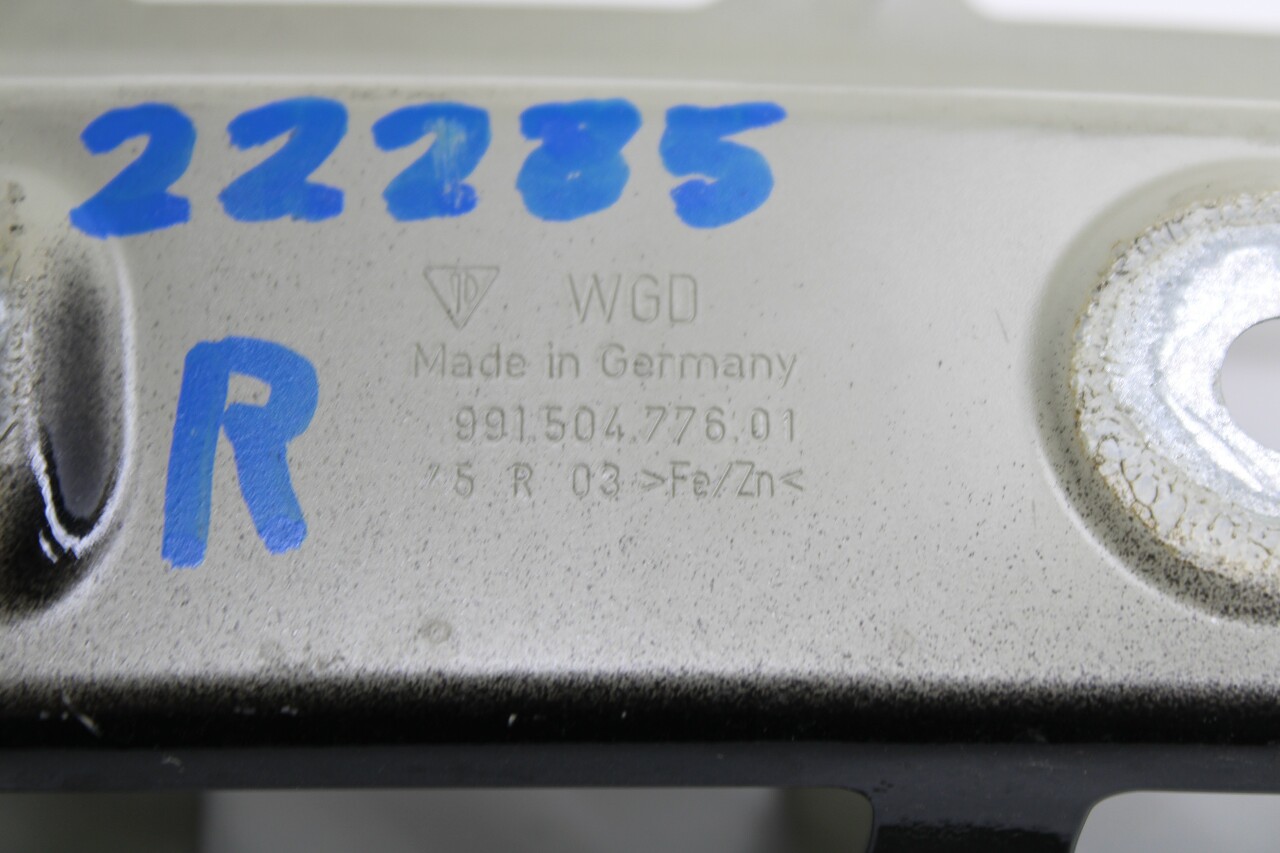 22285
WGD
R
Made in Germany
991.504.776.01
5 R 03 >Fe/Zn<